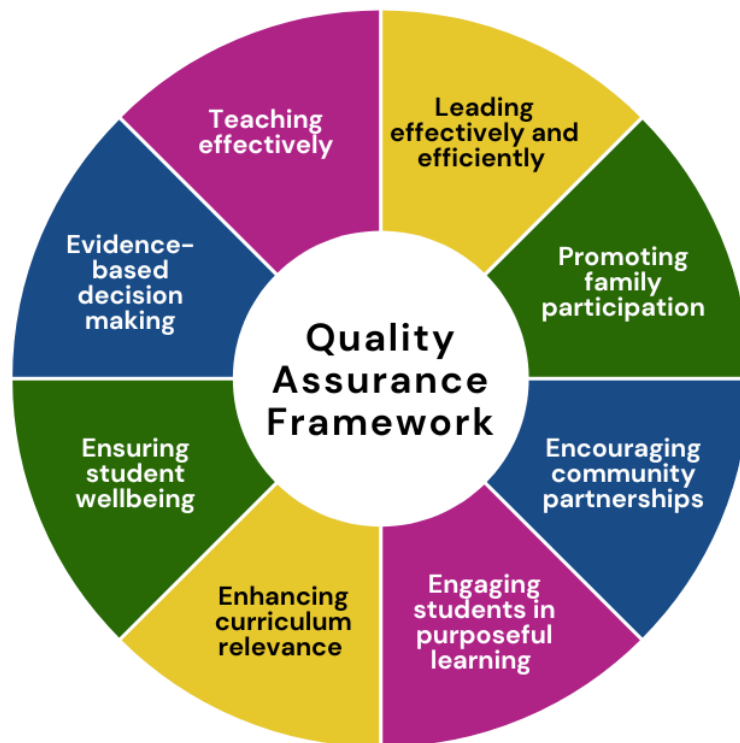 Teaching
effectively
Leading
effectively and
efficiently
Promoting
family
participation
Encouraging
community
partnerships
Engaging
students in
purposeful
learning
Enhancing
curriculum
relevance
Ensuring
student
wellbeing
Evidence-
based
decision
making
Quality
Assurance
Framework